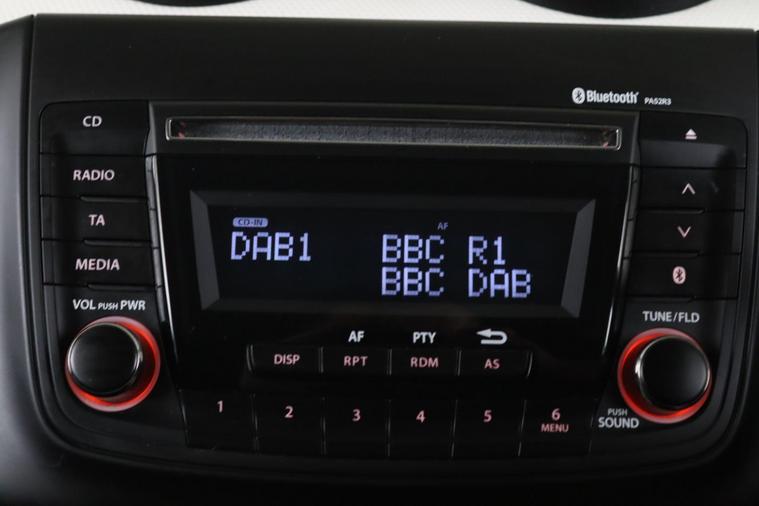 Bluetooth PA52R3
CD
RADIO
TA
MEDIA
VOL PUSH PWR
CD-IN
AF
DAB1 BBC R1
BBC DAB
AF PTY
DISP RPT RDM AS
1 2 3 4 5 6
MENU
TUNE/FLD
PUSH
SOUND